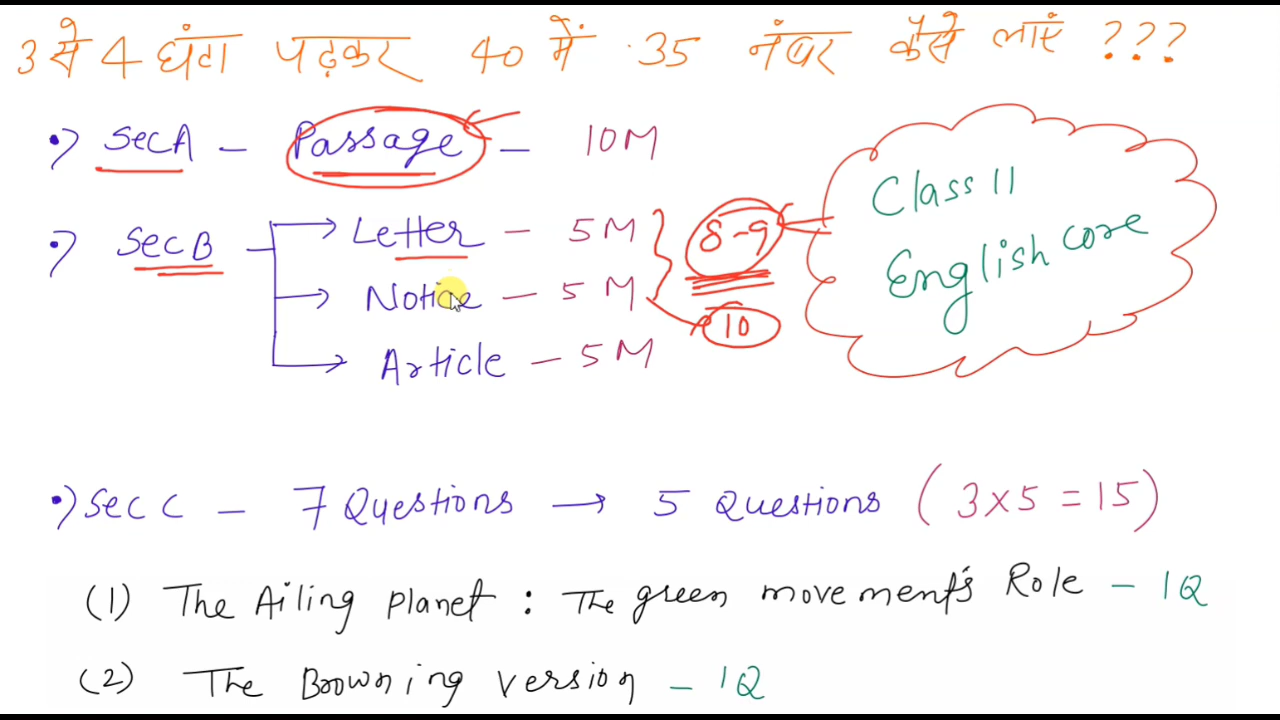 3 से 4 घंटा पढ़कर 40 में 35 नंबर कैसे लाएं ???
•) Sec A – Passage – 10M
•) Sec B → Letter – 5M
→ Notice – 5M
→ Article – 5M
8-9
10
Class 11
English core
•) Sec C – 7 Questions → 5 Questions (3x5=15)
(1) The Ailing Planet : The green movement's Role – 1Q
(2) The Browning version – 1Q